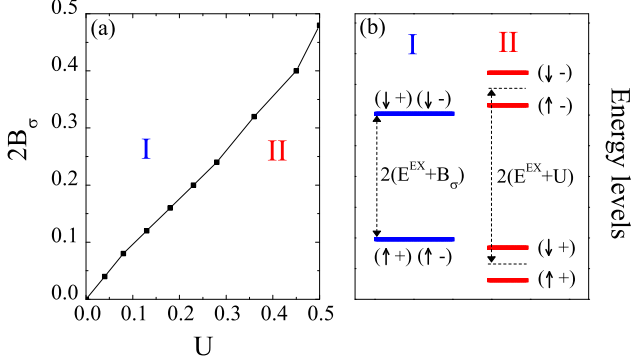 (a)
2Bσ
0.5
0.4
0.3
0.2
0.1
0.0
I
II
0.0 0.1 0.2 0.3 0.4 0.5
U
(b)
I
II
(↓ -)
(↓ +) (↓ -)
(↑ -)
2(E^EX+Bσ)
2(E^EX+U)
(↓ +)
(↑ +) (↑ -)
(↑ +)
Energy levels